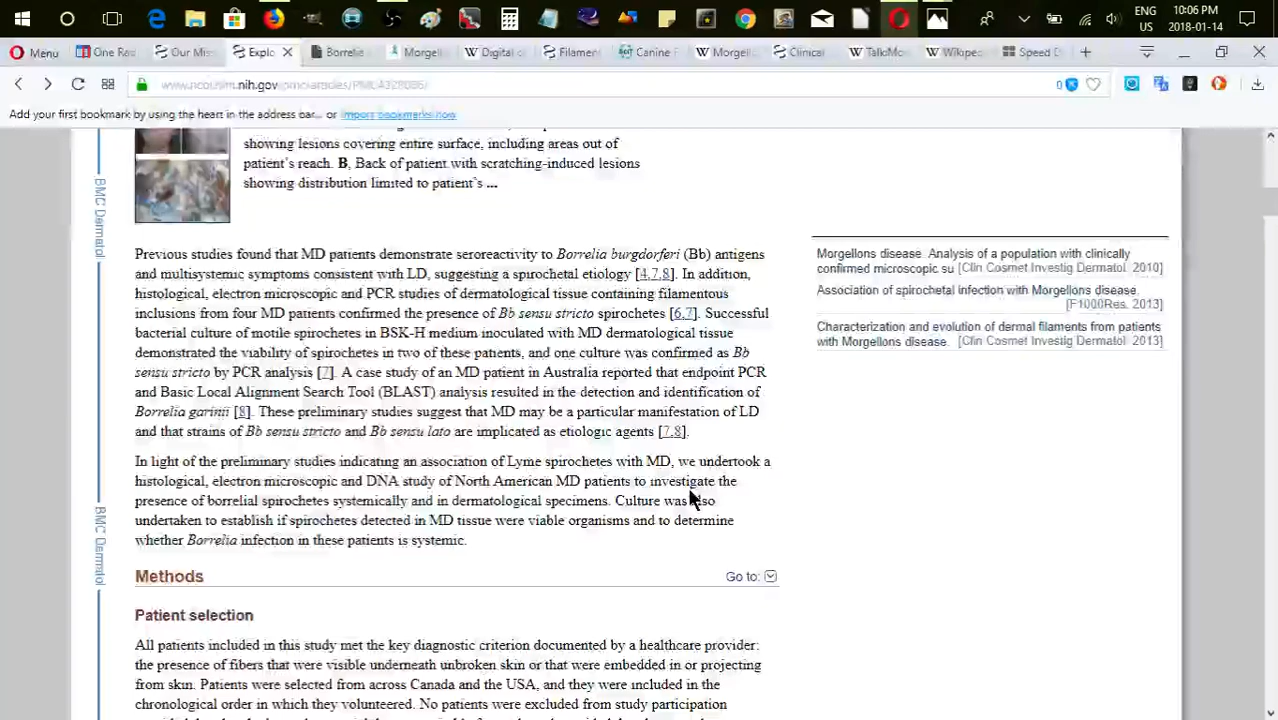 ENG
10:06 PM
US
2018-01-14
Menu
One Rea
Our Mis
Explo
Borrelia
Morgell
Digital
Filamen
Canine F
Morgell
Clinical
TalkMo
Wikiped
Speed D
nih.gov
0
Add your first bookmark by using the heart in the address bar... or Import bookmarks now
showing lesions covering entire surface, including areas out of
patient's reach. B, Back of patient with scratching-induced lesions
showing distribution limited to patient's ...
BMC Dermatol
Previous studies found that MD patients demonstrate seroreactivity to Borrelia burgdorferi (Bb) antigens
and multisystemic symptoms consistent with LD, suggesting a spirochetal etiology [4,7,8]. In addition,
histological, electron microscopic and PCR studies of dermatological tissue containing filamentous
inclusions from four MD patients confirmed the presence of Bb sensu stricto spirochetes [6,7]. Successful
bacterial culture of motile spirochetes in BSK-H medium inoculated with MD dermatological tissue
demonstrated the viability of spirochetes in two of these patients, and one culture was confirmed as Bb
sensu stricto by PCR analysis [7]. A case study of an MD patient in Australia reported that endpoint PCR
and Basic Local Alignment Search Tool (BLAST) analysis resulted in the detection and identification of
Borrelia garinii [8]. These preliminary studies suggest that MD may be a particular manifestation of LD
and that strains of Bb sensu stricto and Bb sensu lato are implicated as etiologic agents [7,8].
In light of the preliminary studies indicating an association of Lyme spirochetes with MD, we undertook a
histological, electron microscopic and DNA study of North American MD patients to investigate the
presence of borrelial spirochetes systemically and in dermatological specimens. Culture was also
undertaken to establish if spirochetes detected in MD tissue were viable organisms and to determine
whether Borrelia infection in these patients is systemic.
BMC Dermatol
Methods
Go to:
Patient selection
All patients included in this study met the key diagnostic criterion documented by a healthcare provider:
the presence of fibers that were visible underneath unbroken skin or that were embedded in or projecting
from skin. Patients were selected from across Canada and the USA, and they were included in the
chronological order in which they volunteered. No patients were excluded from study participation
Morgellons disease. Analysis of a population with clinically
confirmed microscopic su [Clin Cosmet Investig Dermatol. 2010]
Association of spirochetal infection with Morgellons disease.
[F1000Res. 2013]
Characterization and evolution of dermal filaments from patients
with Morgellons disease. [Clin Cosmet Investig Dermatol. 2013]